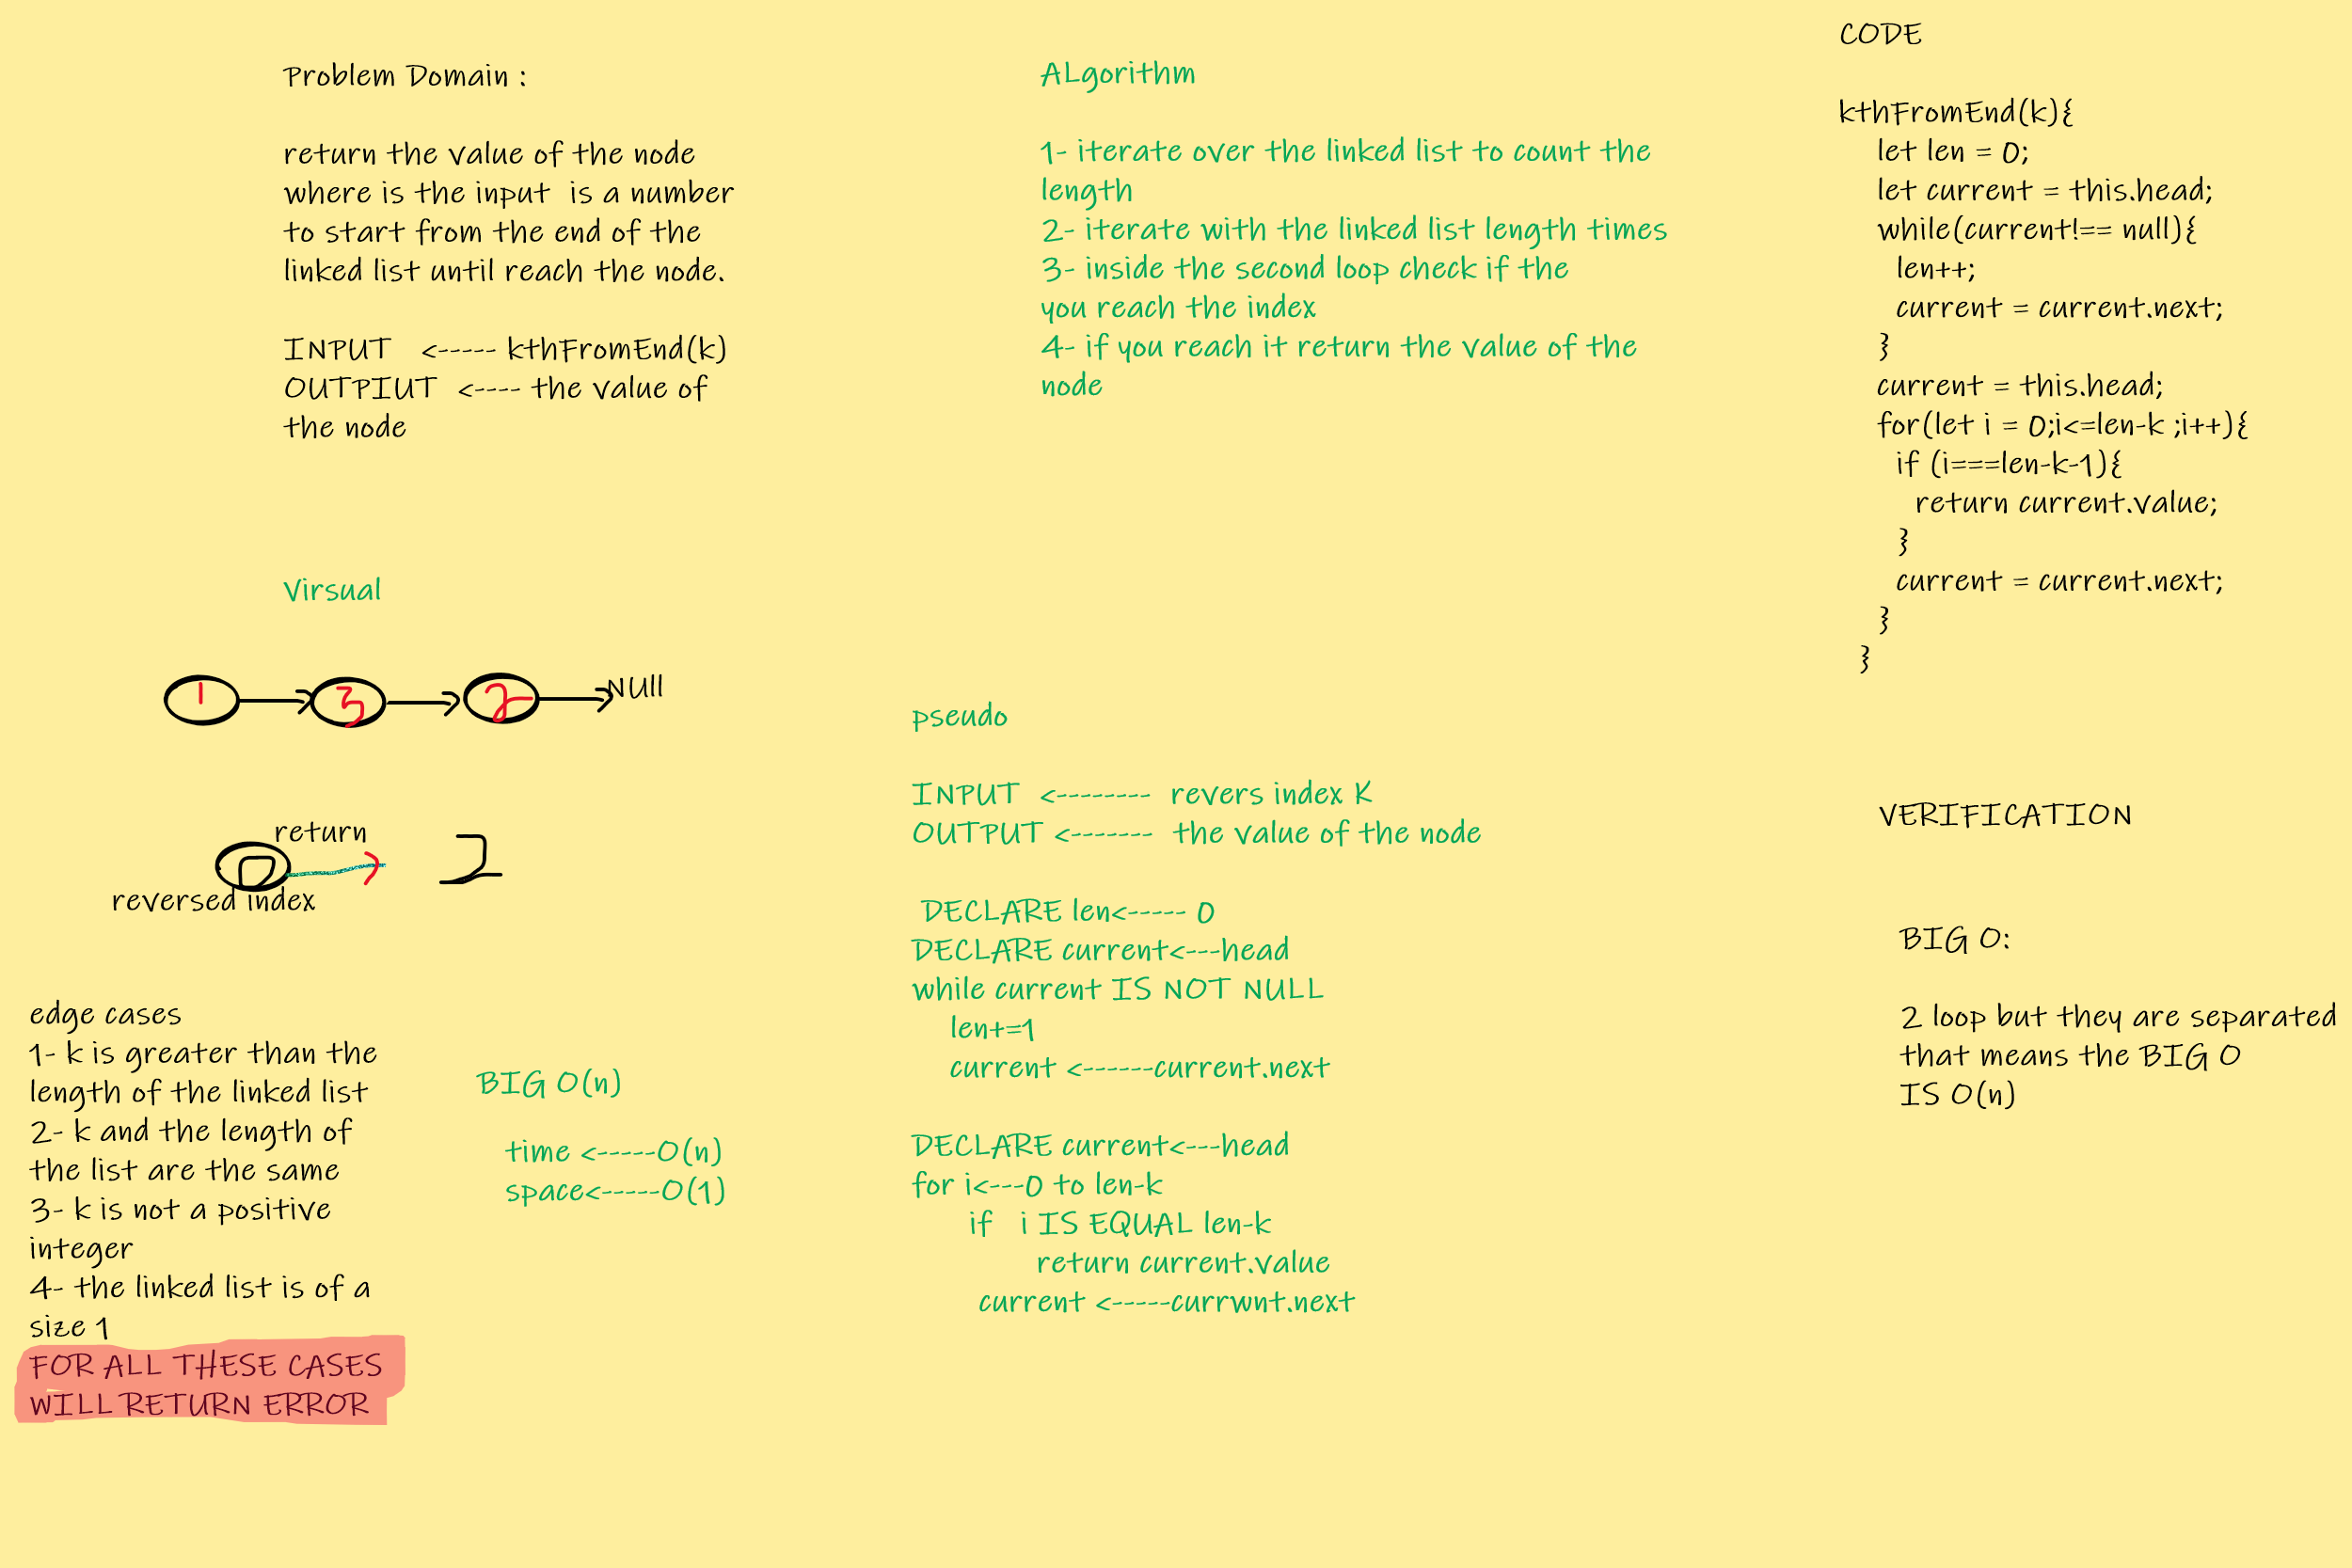 Problem Domain :
return the value of the node
where is the input is a number
to start from the end of the
linked list until reach the node.
INPUT <----- kthFromEnd(k)
OUTPIUT <---- the value of
the node
Virsual
1
3
2
NUll
return
0
2
reversed index
edge cases
1- k is greater than the
length of the linked list
2- k and the length of
the list are the same
3- k is not a positive
integer
4- the linked list is of a
size 1
FOR ALL THESE CASES
WILL RETURN ERROR
BIG O(n)
time <-----O(n)
space<-----O(1)
ALgorithm
1- iterate over the linked list to count the
length
2- iterate with the linked list length times
3- inside the second loop check if the
you reach the index
4- if you reach it return the value of the
node
pseudo
INPUT <-------- revers index K
OUTPUT <------- the value of the node
DECLARE len<----- 0
DECLARE current<---head
while current IS NOT NULL
len+=1
current <------current.next
DECLARE current<---head
for i<---0 to len-k
if i IS EQUAL len-k
return current.value
current <-----currwnt.next
CODE
kthFromEnd(k){
let len = 0;
let current = this.head;
while(current!== null){
len++;
current = current.next;
}
current = this.head;
for(let i = 0;i<=len-k ;i++){
if (i===len-k-1){
return current.value;
}
current = current.next;
}
}
VERIFICATION
BIG O:
2 loop but they are separated
that means the BIG O
IS O(n)